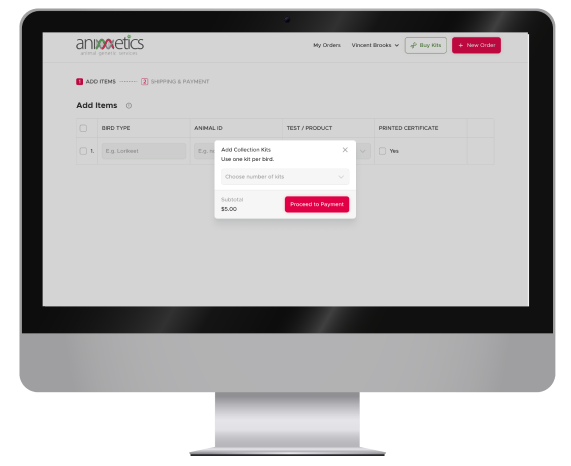 animetics
animal genetic services
My Orders
Vincent Brooks
Buy Kits
+ New Order
1 ADD ITEMS
2 SHIPPING & PAYMENT
Add Items
BIRD TYPE
ANIMAL ID
TEST / PRODUCT
PRINTED CERTIFICATE
1.
E.g, Lorikeet
E.g,
Yes
Add Collection Kits
Use one kit per bird.
Choose number of kits
Subtotal
$5.00
Proceed to Payment